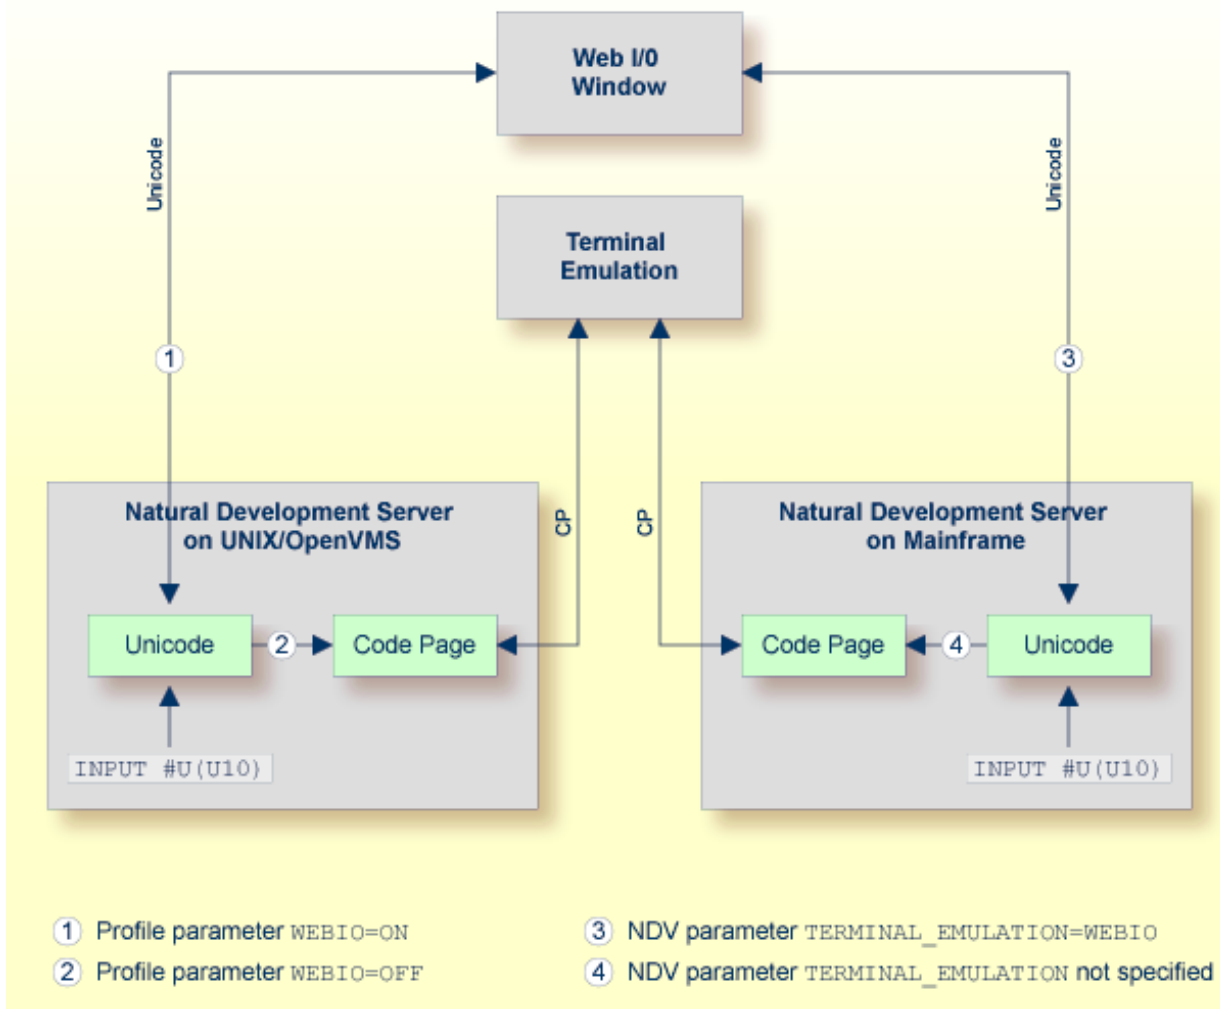 Web I/0
Window
Unicode
Unicode
Terminal
Emulation
1
3
Natural Development Server
on UNIX/OpenVMS
CP
CP
Natural Development Server
on Mainframe
Unicode
2
Code Page
Code Page
4
Unicode
INPUT #U(U10)
INPUT #U(U10)
1 Profile parameter WEBIO=ON
2 Profile parameter WEBIO=OFF
3 NDV parameter TERMINAL_EMULATION=WEBIO
4 NDV parameter TERMINAL_EMULATION not specified